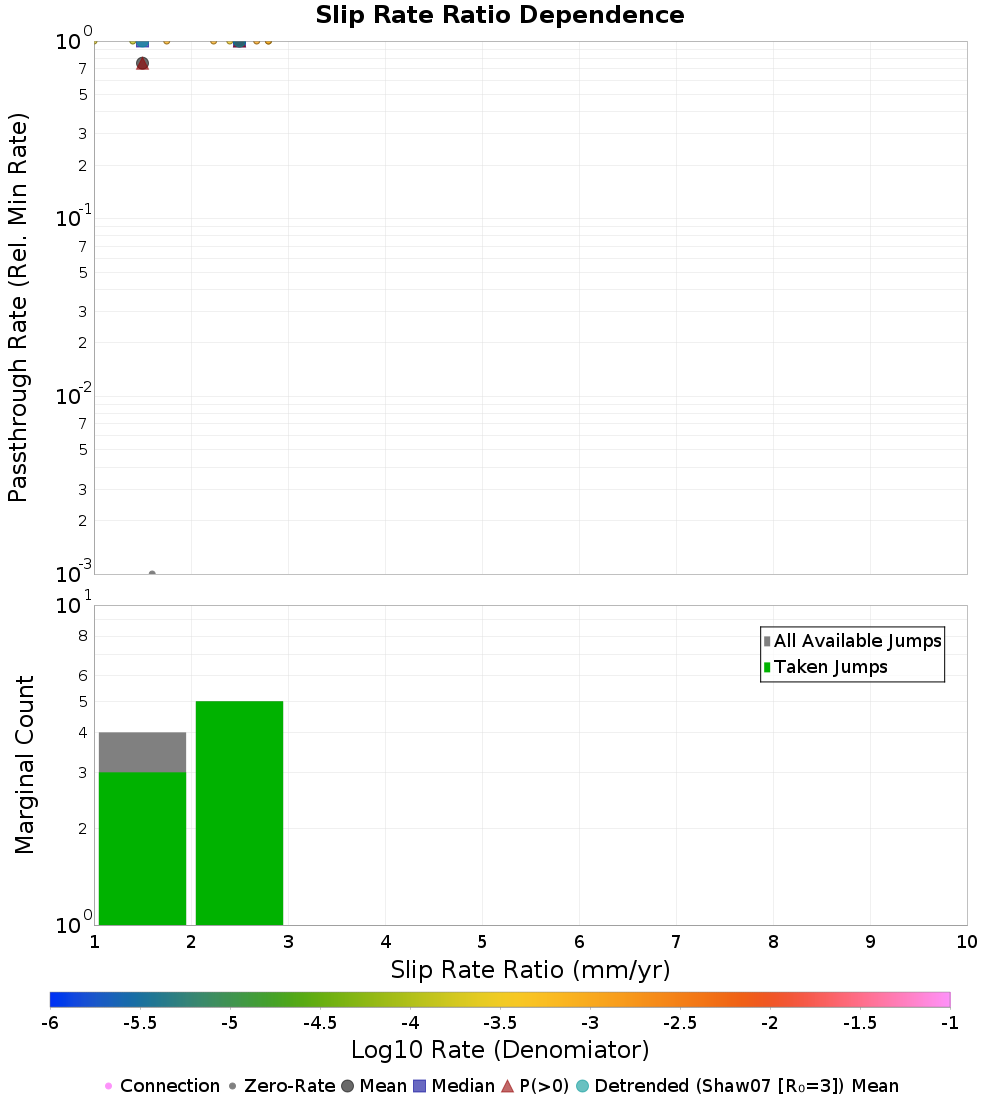 Slip Rate Ratio Dependence
Passthrough Rate (Rel. Min Rate)
10^0
7
5
3
2
10^-1
7
5
3
2
10^-2
7
5
3
2
10^-3
Marginal Count
10^1
8
6
5
4
3
2
10^0
All Available Jumps
Taken Jumps
1 2 3 4 5 6 7 8 9 10
Slip Rate Ratio (mm/yr)
-6 -5.5 -5 -4.5 -4 -3.5 -3 -2.5 -2 -1.5 -1
Log10 Rate (Denomiator)
Connection Zero-Rate Mean Median P(>0) Detrended (Shaw07 [R₀=3]) Mean